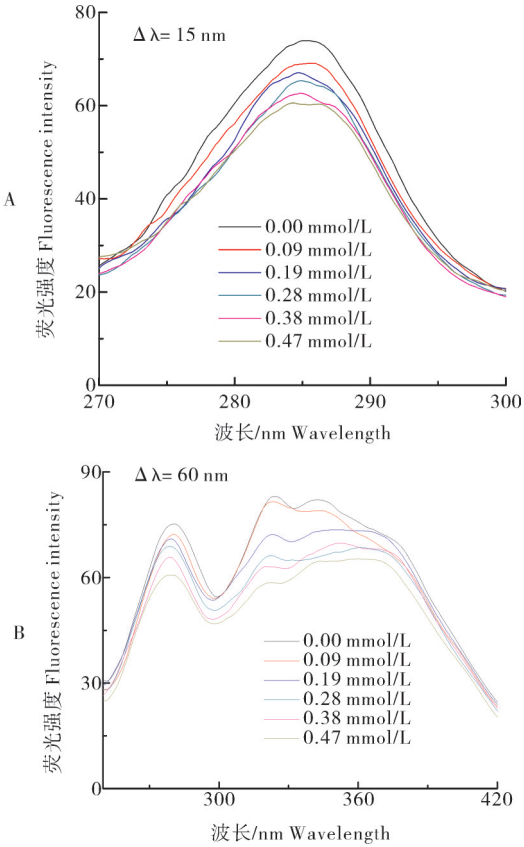 80
Δλ= 15 nm
60
40
20
0
荧光强度 Fluorescence intensity
A
0.00 mmol/L
0.09 mmol/L
0.19 mmol/L
0.28 mmol/L
0.38 mmol/L
0.47 mmol/L
270 280 290 300
波长/nm Wavelength
90
Δλ= 60 nm
60
30
0
荧光强度 Fluorescence intensity
B
0.00 mmol/L
0.09 mmol/L
0.19 mmol/L
0.28 mmol/L
0.38 mmol/L
0.47 mmol/L
300 360 420
波长/nm Wavelength